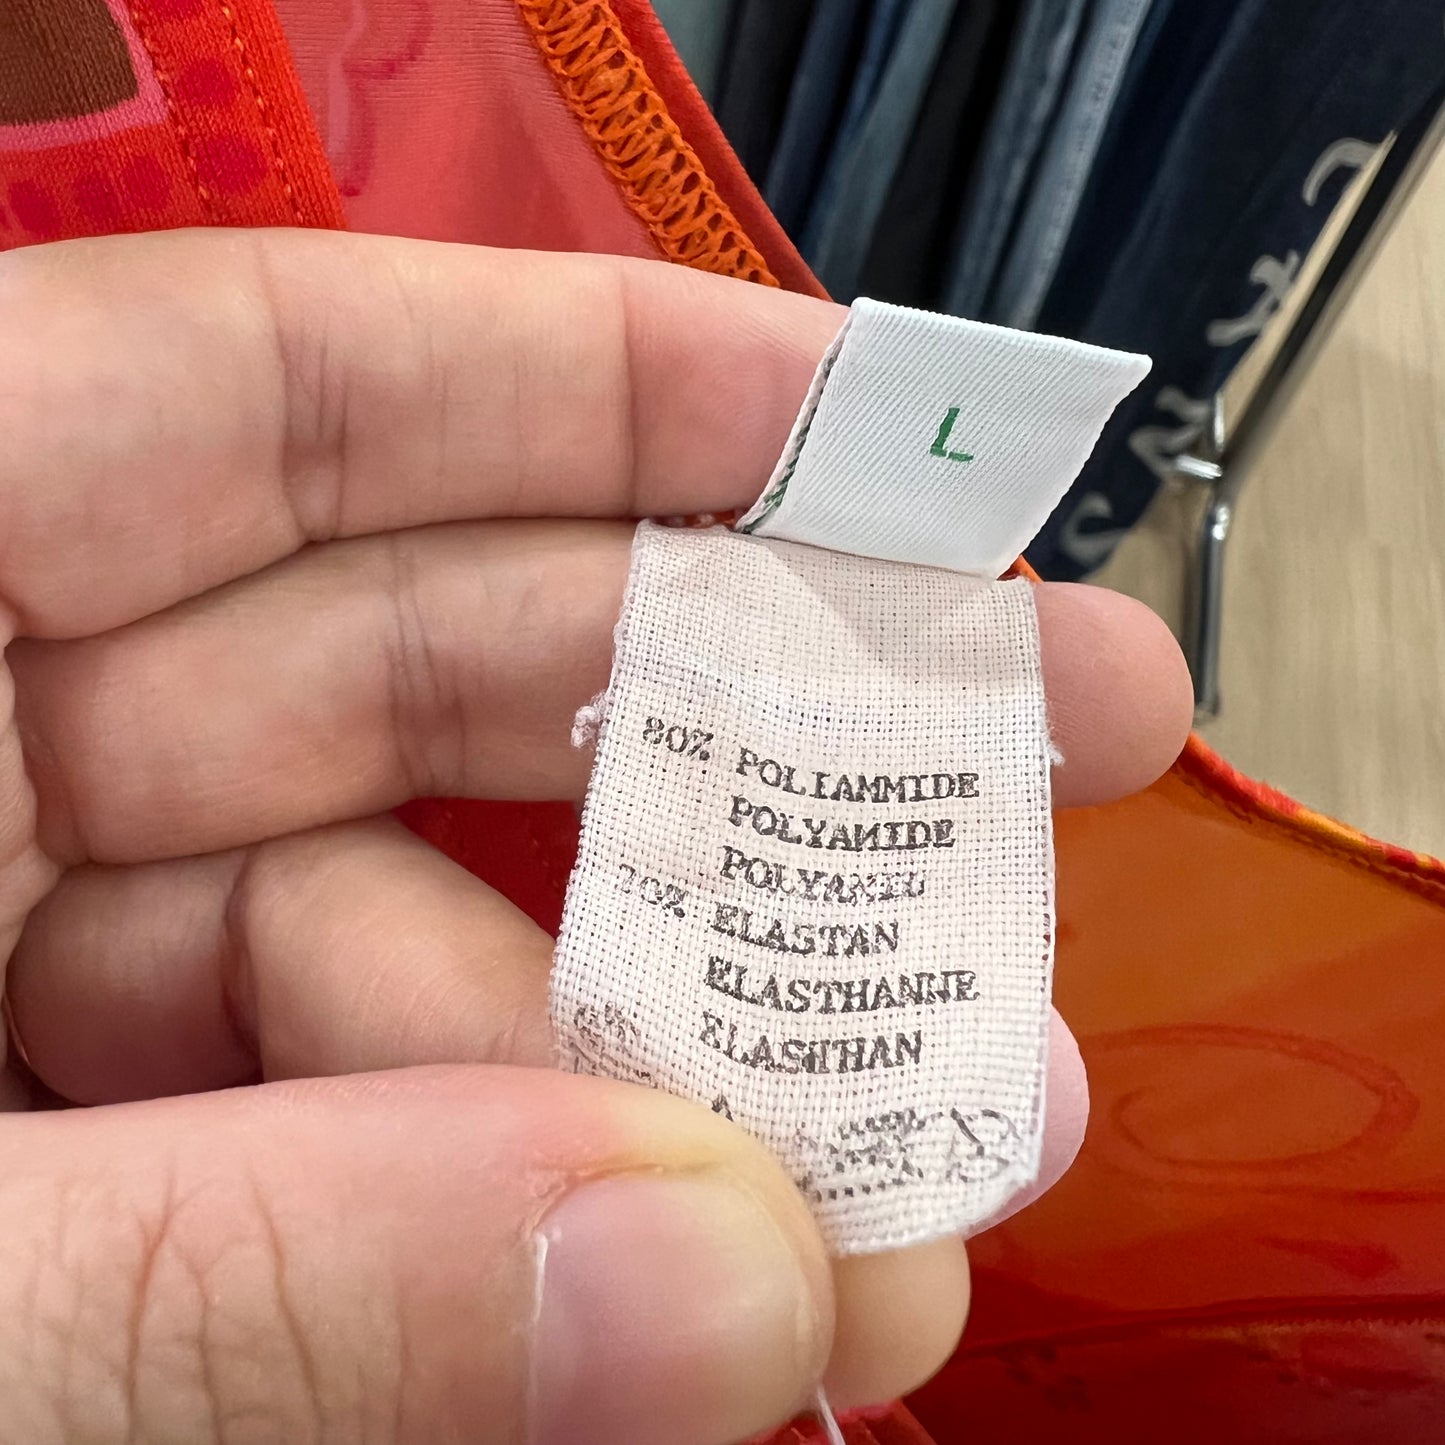 L
80% POLIAMMIDE
POLYAMIDE
POLYAMID
20% ELASTAN
ELASTHANNE
ELASTHAN